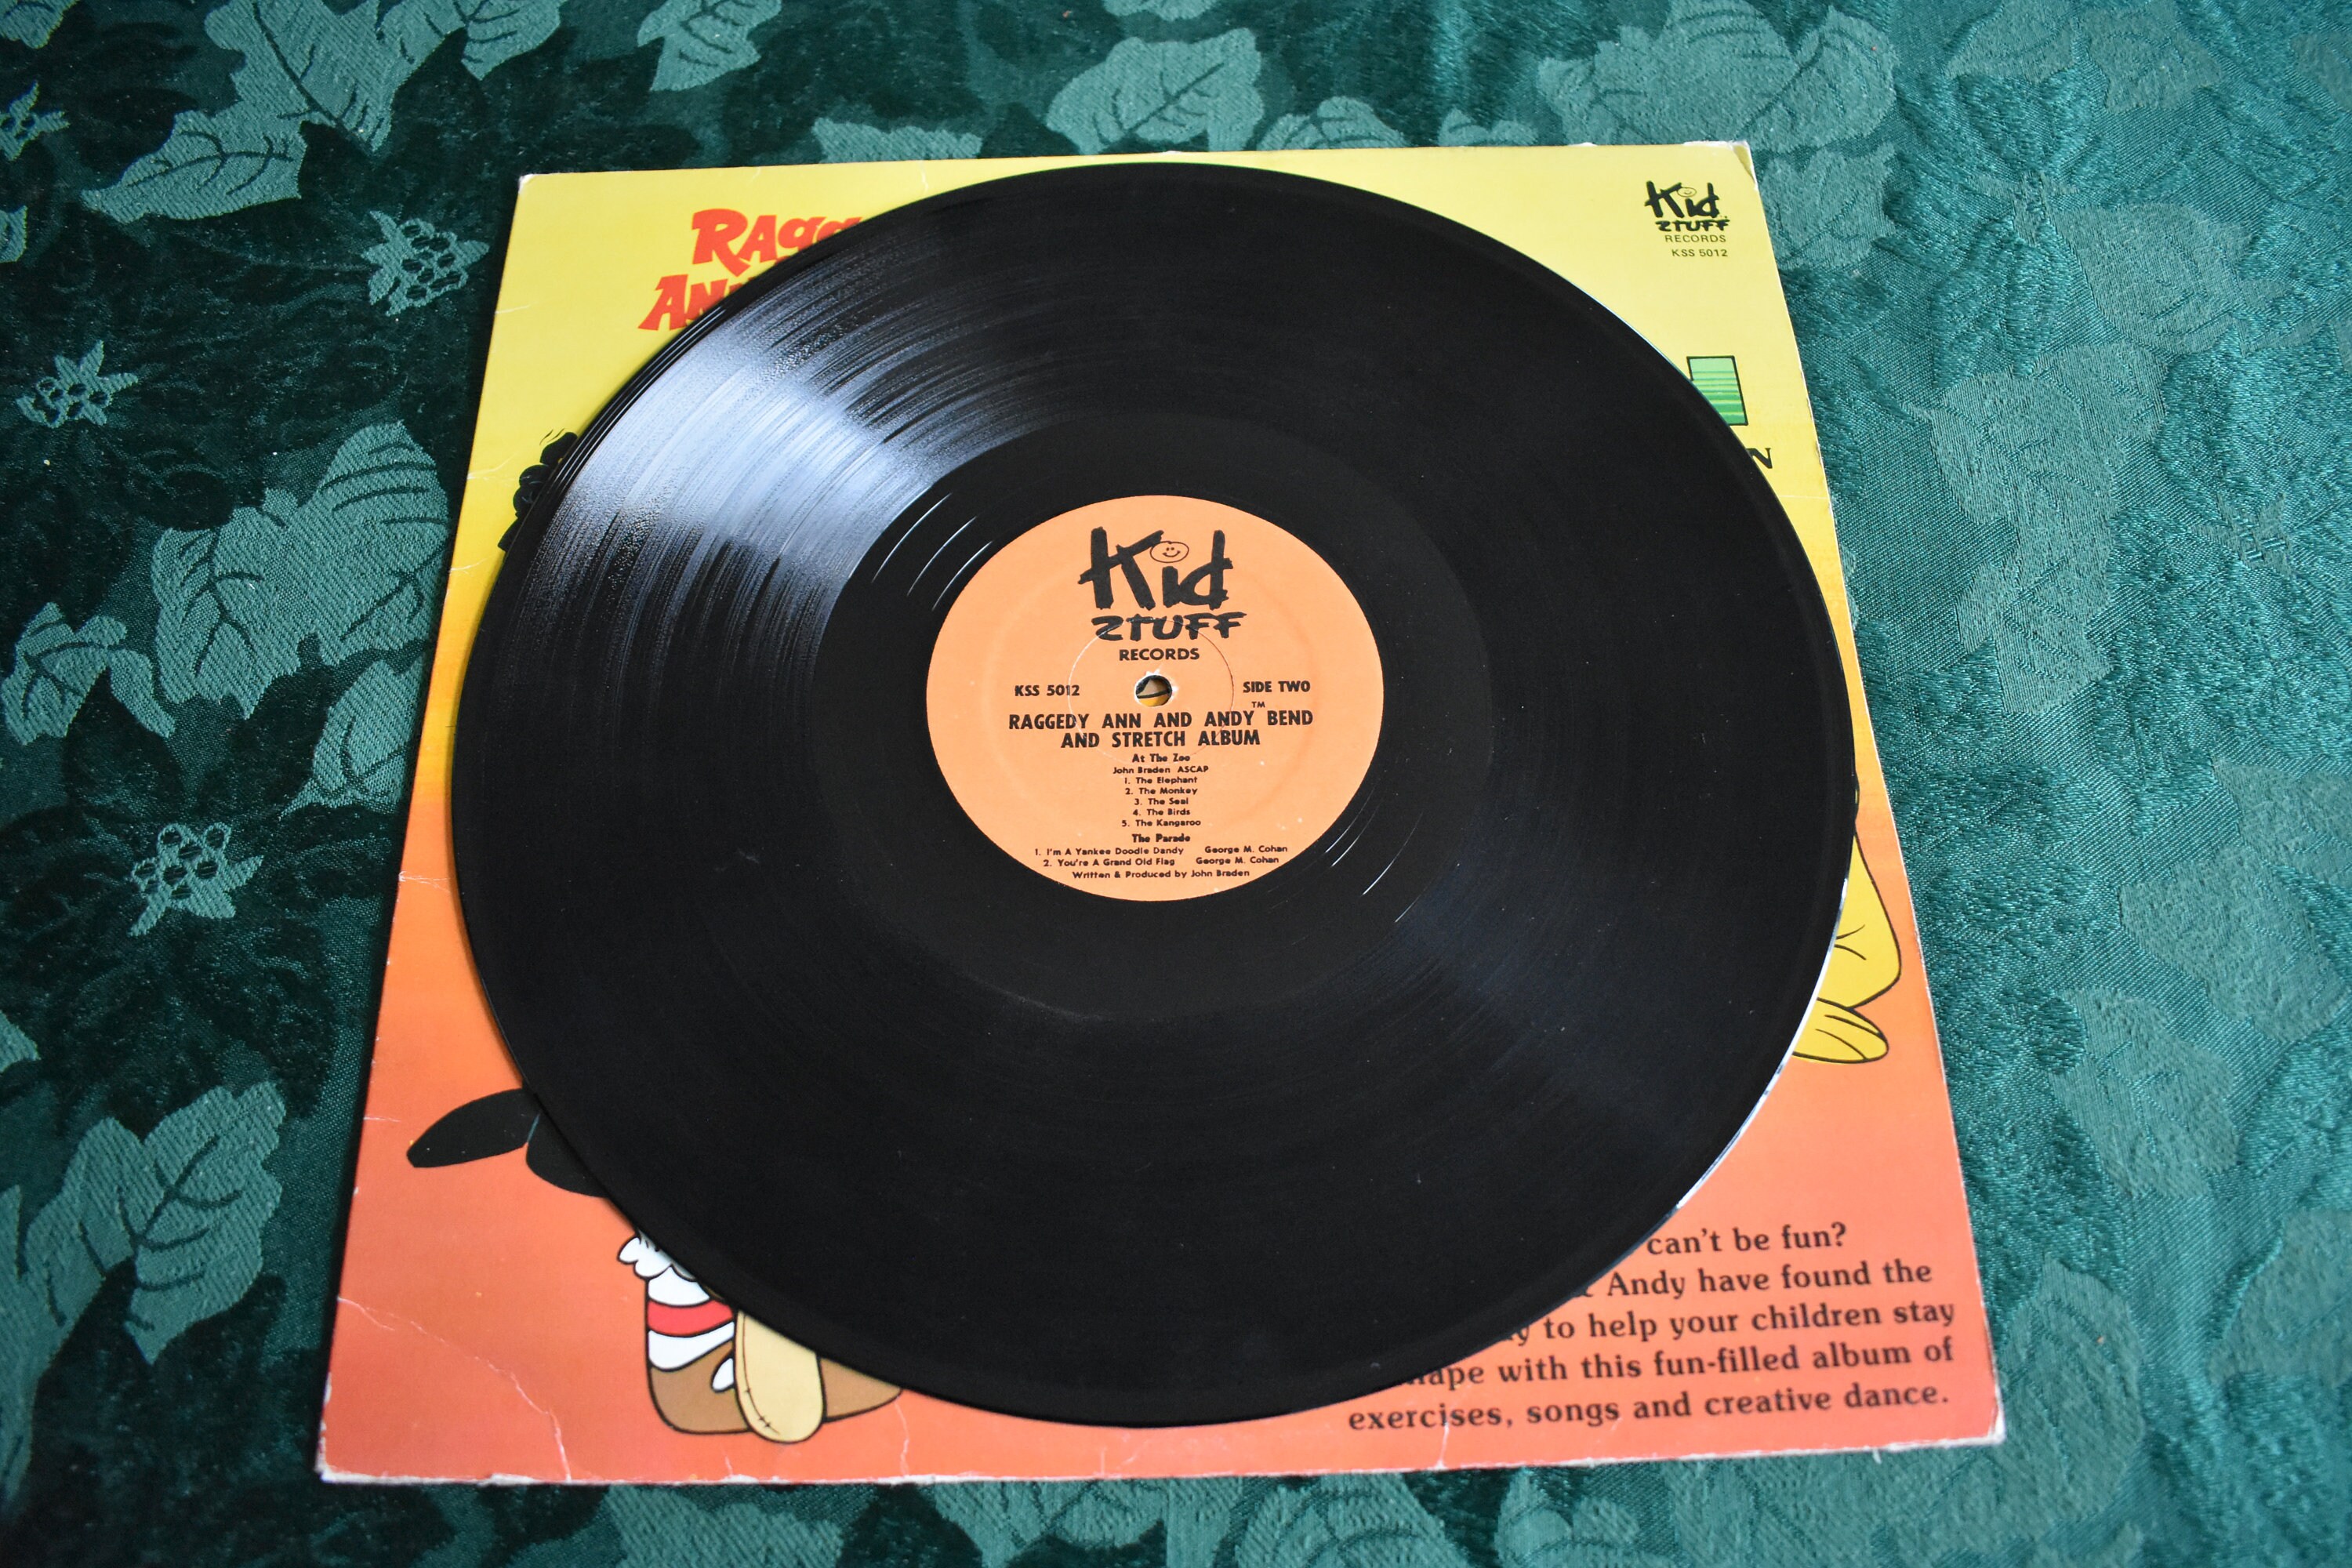 Kid
STUFF
RECORDS
KSS 5012
Kid
STUFF
RECORDS
KSS 5012 SIDE TWO
RAGGEDY ANN AND ANDY™ BEND
AND STRETCH ALBUM
At The Zoo
John Braden ASCAP
1. The Elephant
2. The Monkey
3. The Seal
4. The Birds
5. The Kangaroo
The Parade
1. I'm A Yankee Doodle Dandy George M. Cohan
2. You're A Grand Old Flag George M. Cohan
Written & Produced by John Braden
can't be fun?
Andy have found the
to help your children stay
with this fun-filled album of
exercises, songs and creative dance.